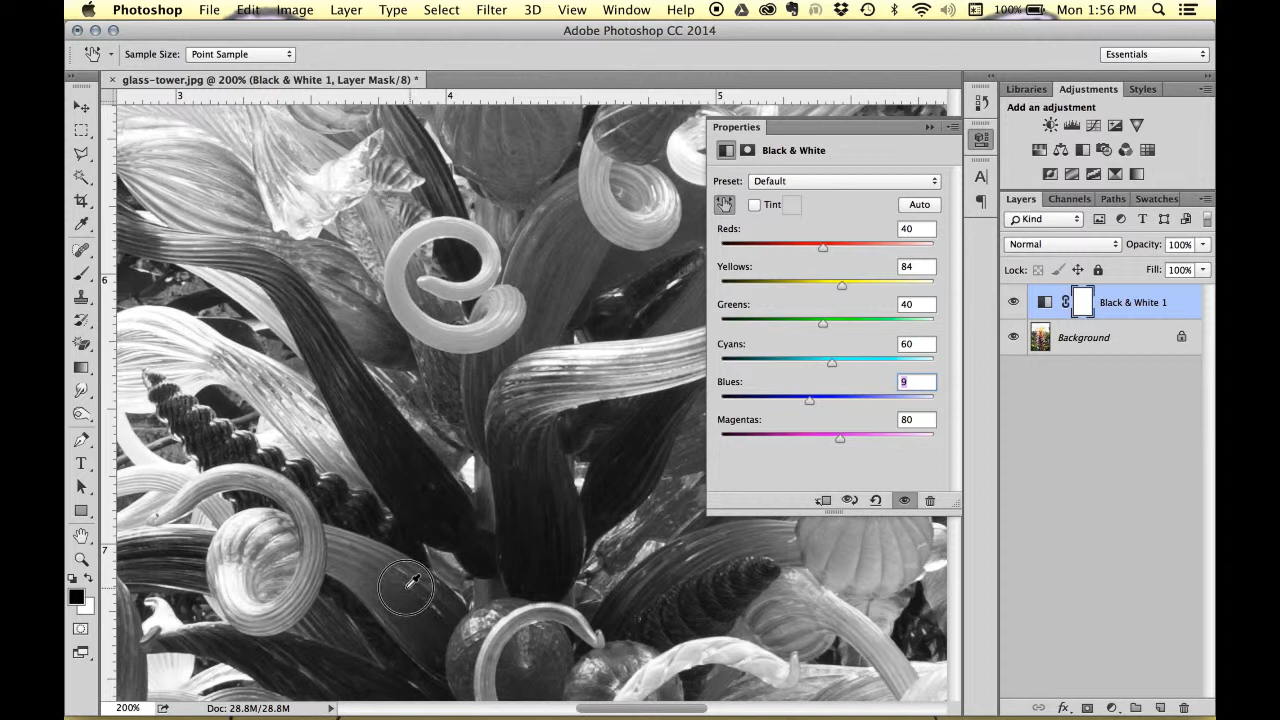 Photoshop File Edit Image Layer Type Select Filter 3D View Window Help 100% Mon 1:56 PM
Adobe Photoshop CC 2014
Sample Size: Point Sample Essentials
× glass-tower.jpg @ 200% (Black & White 1, Layer Mask/8) *
3 4 5
6
7
Properties
Black & White
Preset: Default
Tint Auto
Reds: 40
Yellows: 84
Greens: 40
Cyans: 60
Blues: 9
Magentas: 80
Libraries Adjustments Styles
Add an adjustment
Layers Channels Paths Swatches
Kind
Normal Opacity: 100%
Lock: Fill: 100%
Black & White 1
Background
200% Doc: 28.8M/28.8M
fx